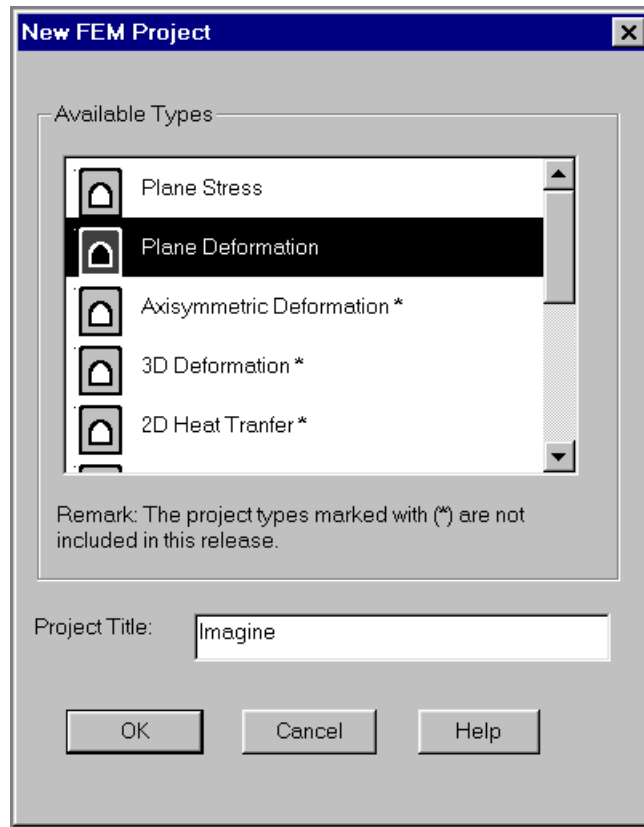 New FEM Project
Available Types
Plane Stress
Plane Deformation
Axisymmetric Deformation *
3D Deformation *
2D Heat Tranfer *
Remark: The project types marked with (*) are not
included in this release.
Project Title:
Imagine
OK
Cancel
Help